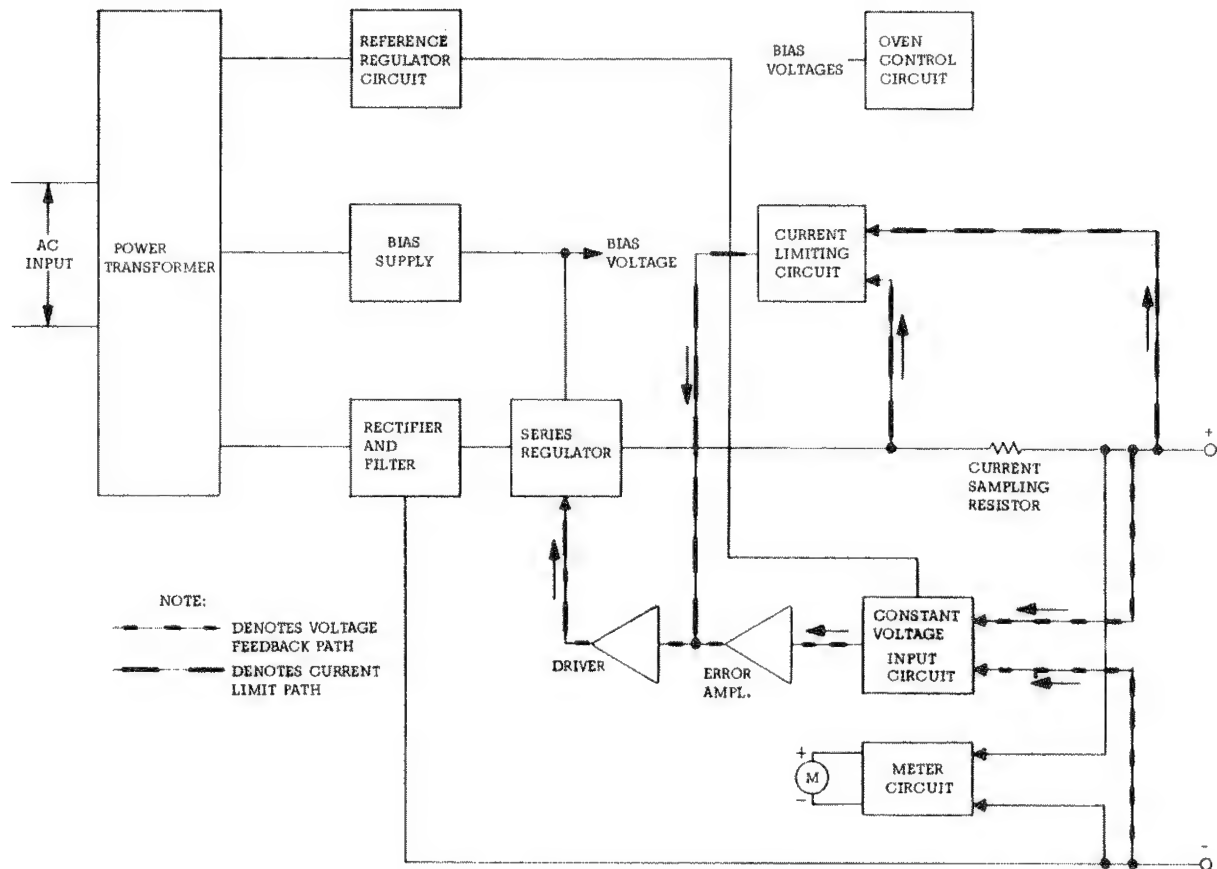 REFERENCE
REGULATOR
CIRCUIT
BIAS
VOLTAGES
OVEN
CONTROL
CIRCUIT
AC
INPUT
POWER
TRANSFORMER
BIAS
SUPPLY
BIAS
VOLTAGE
CURRENT
LIMITING
CIRCUIT
RECTIFIER
AND
FILTER
SERIES
REGULATOR
CURRENT
SAMPLING
RESISTOR
+
NOTE:
DENOTES VOLTAGE
FEEDBACK PATH
DENOTES CURRENT
LIMIT PATH
DRIVER
ERROR
AMPL.
CONSTANT
VOLTAGE
INPUT
CIRCUIT
+
M
-
METER
CIRCUIT
-